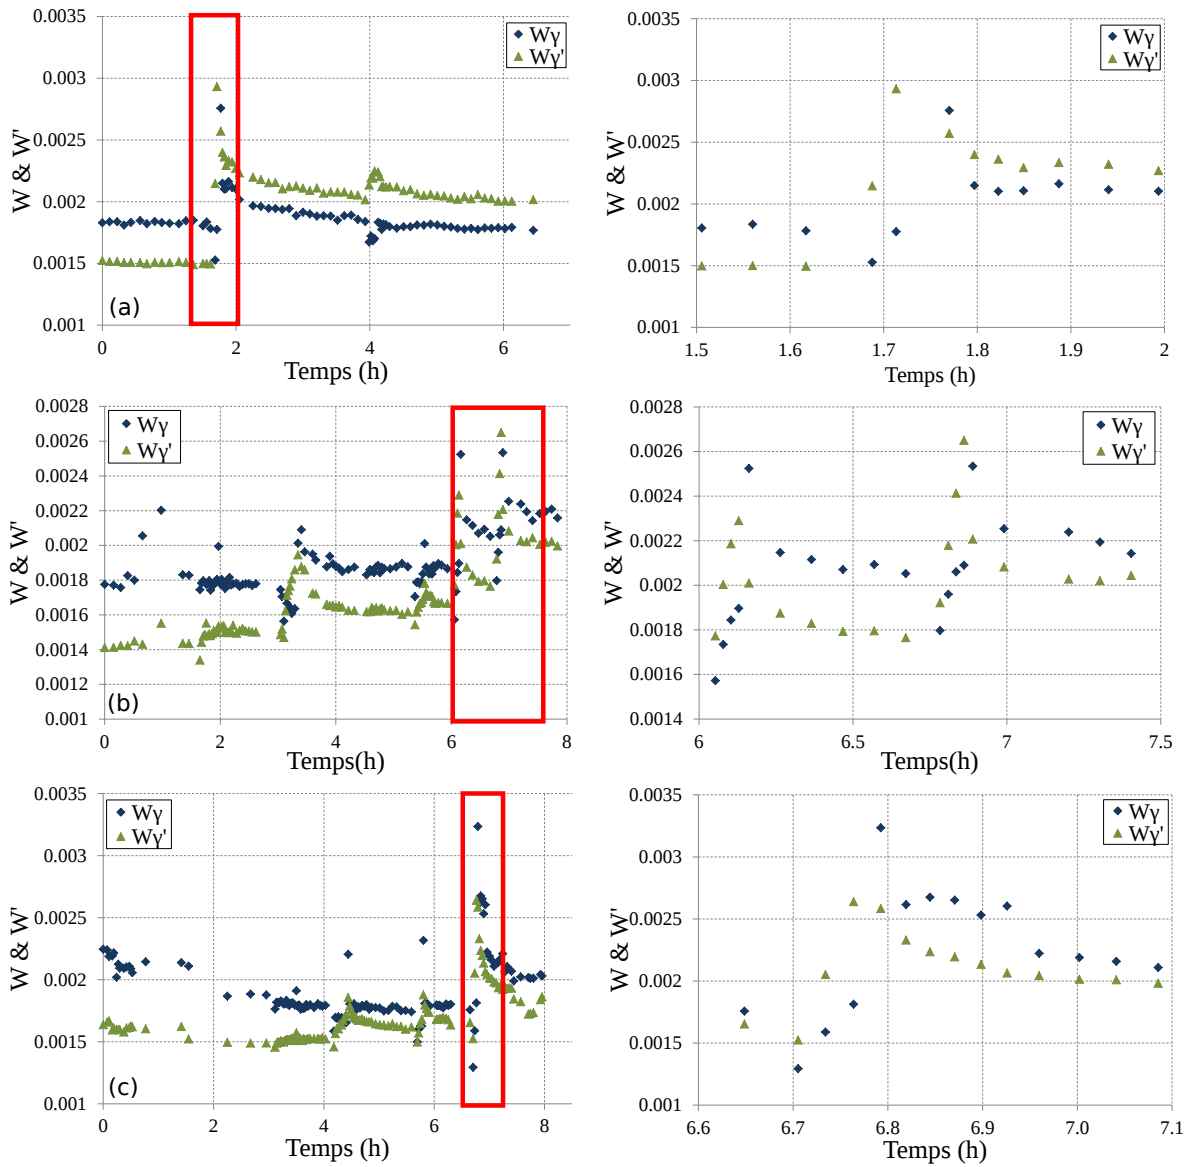 0.0035
0.003
0.0025
0.002
0.0015
0.001
W & W'
Wγ
Wγ'
(a)
0 2 4 6
Temps (h)
0.0035
0.003
0.0025
0.002
0.0015
0.001
W & W'
Wγ
Wγ'
1.5 1.6 1.7 1.8 1.9 2
Temps (h)
0.0028
0.0026
0.0024
0.0022
0.002
0.0018
0.0016
0.0014
0.0012
0.001
W & W'
Wγ
Wγ'
(b)
0 2 4 6 8
Temps(h)
0.0028
0.0026
0.0024
0.0022
0.002
0.0018
0.0016
0.0014
W & W'
Wγ
Wγ'
6 6.5 7 7.5
Temps(h)
0.0035
0.003
0.0025
0.002
0.0015
0.001
W & W'
Wγ
Wγ'
(c)
0 2 4 6 8
Temps (h)
0.0035
0.003
0.0025
0.002
0.0015
0.001
W & W'
Wγ
Wγ'
6.6 6.7 6.8 6.9 7.0 7.1
Temps (h)